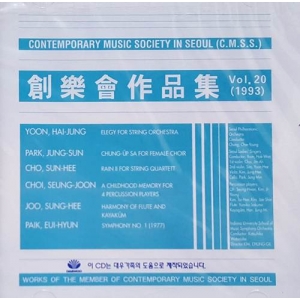 CONTEMPORARY MUSIC SOCIETY IN SEOUL (C.M.S.S.)
創樂會作品集 Vol. 20
(1993)
YOON, HAI-JUNG ELEGY FOR STRING ORCHESTRA
PARK, JUNG-SUN CHUNG-UP SA FOR FEMALE CHOIR
CHO, SUN-HEE RAIN II FOR STRING QUINTETT
CHOI, SEUNG-JOON A CHILDHOOD MEMORY FOR
4 PERCUSSION PLAYERS
JOO, SUNG-HEE HARMONY OF FLUTE AND
KAYAKUM
PAIK, EUI-HYUN SYMPHONY NO. 1 (1977)
이 CD는 대우가족의 도움으로 제작되었습니다.
WORKS OF THE MEMBER OF CONTEMPORARY MUSIC SOCIETY IN SEOUL